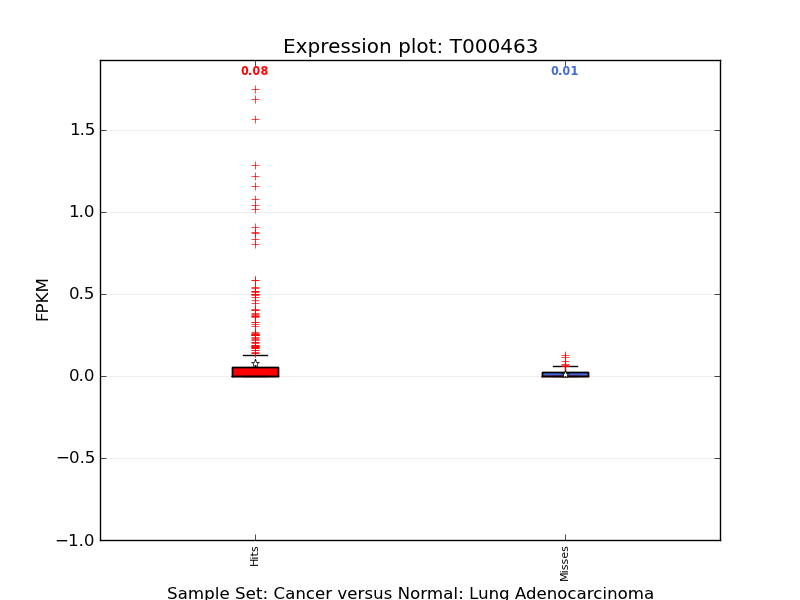 Expression plot: T000463
0.08
0.01
1.5
1.0
0.5
0.0
−0.5
−1.0
FPKM
Hits
Misses
Sample Set: Cancer versus Normal: Lung Adenocarcinoma